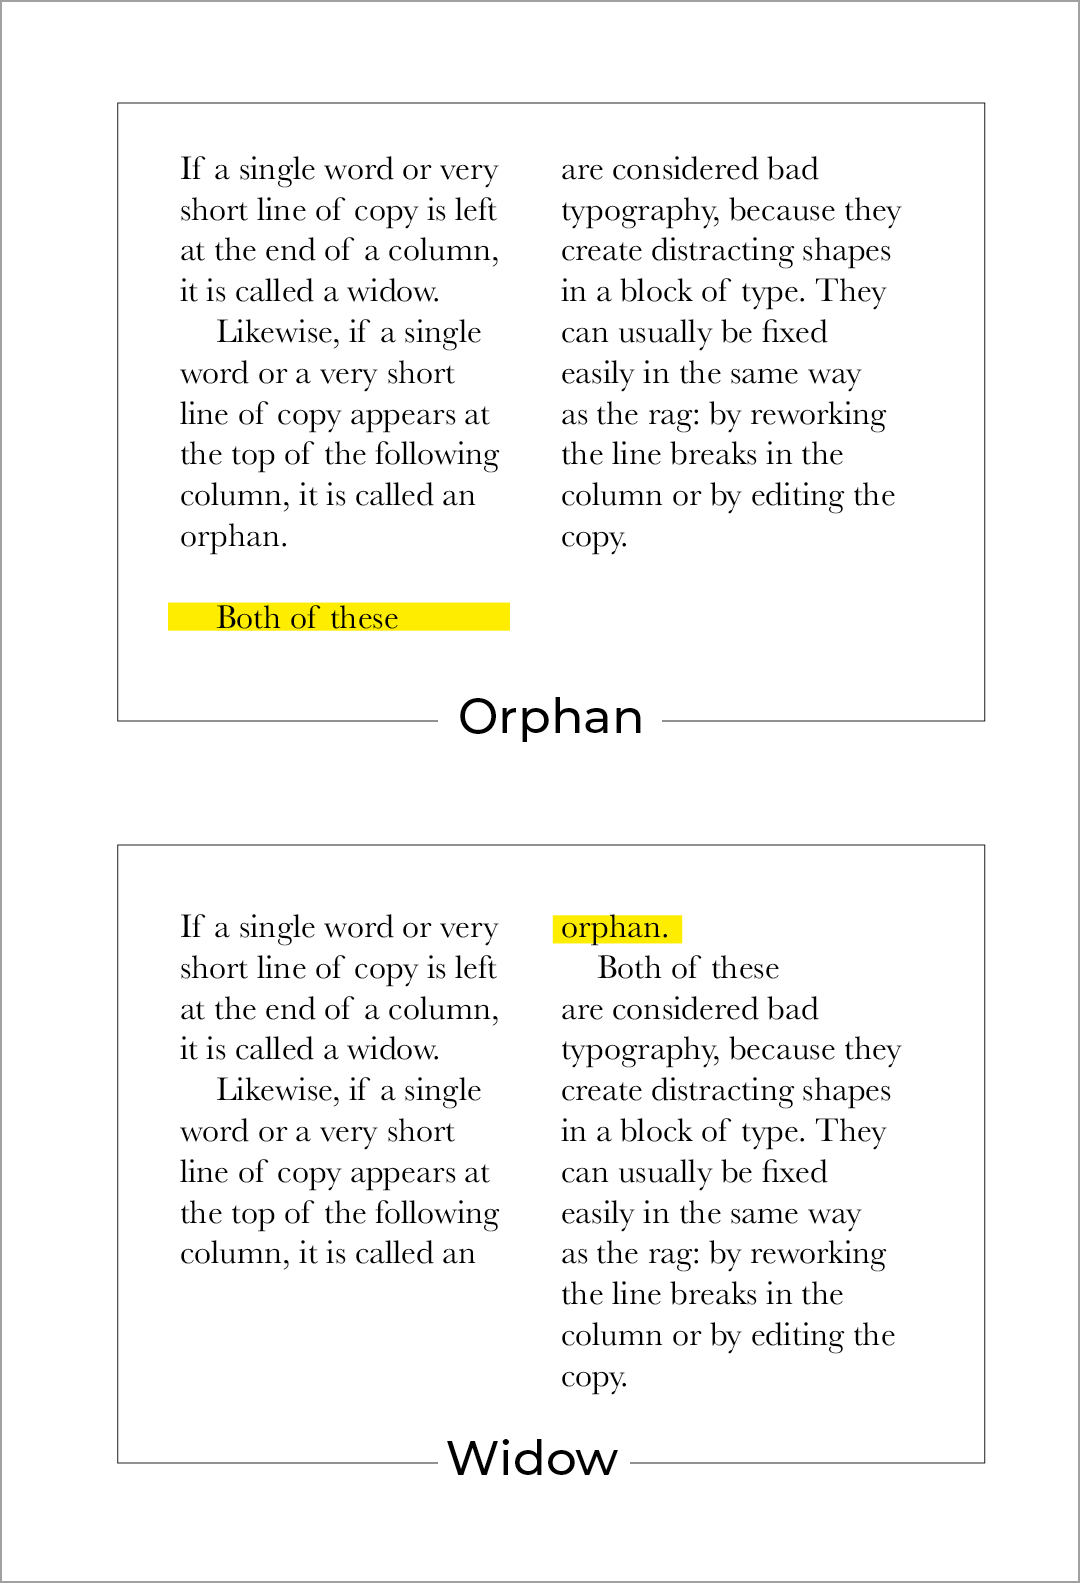 If a single word or very
short line of copy is left
at the end of a column,
it is called a widow.
Likewise, if a single
word or a very short
line of copy appears at
the top of the following
column, it is called an
orphan.
Both of these
are considered bad
typography, because they
create distracting shapes
in a block of type. They
can usually be fixed
easily in the same way
as the rag: by reworking
the line breaks in the
column or by editing the
copy.
Orphan
If a single word or very
short line of copy is left
at the end of a column,
it is called a widow.
Likewise, if a single
word or a very short
line of copy appears at
the top of the following
column, it is called an
orphan.
Both of these
are considered bad
typography, because they
create distracting shapes
in a block of type. They
can usually be fixed
easily in the same way
as the rag: by reworking
the line breaks in the
column or by editing the
copy.
Widow